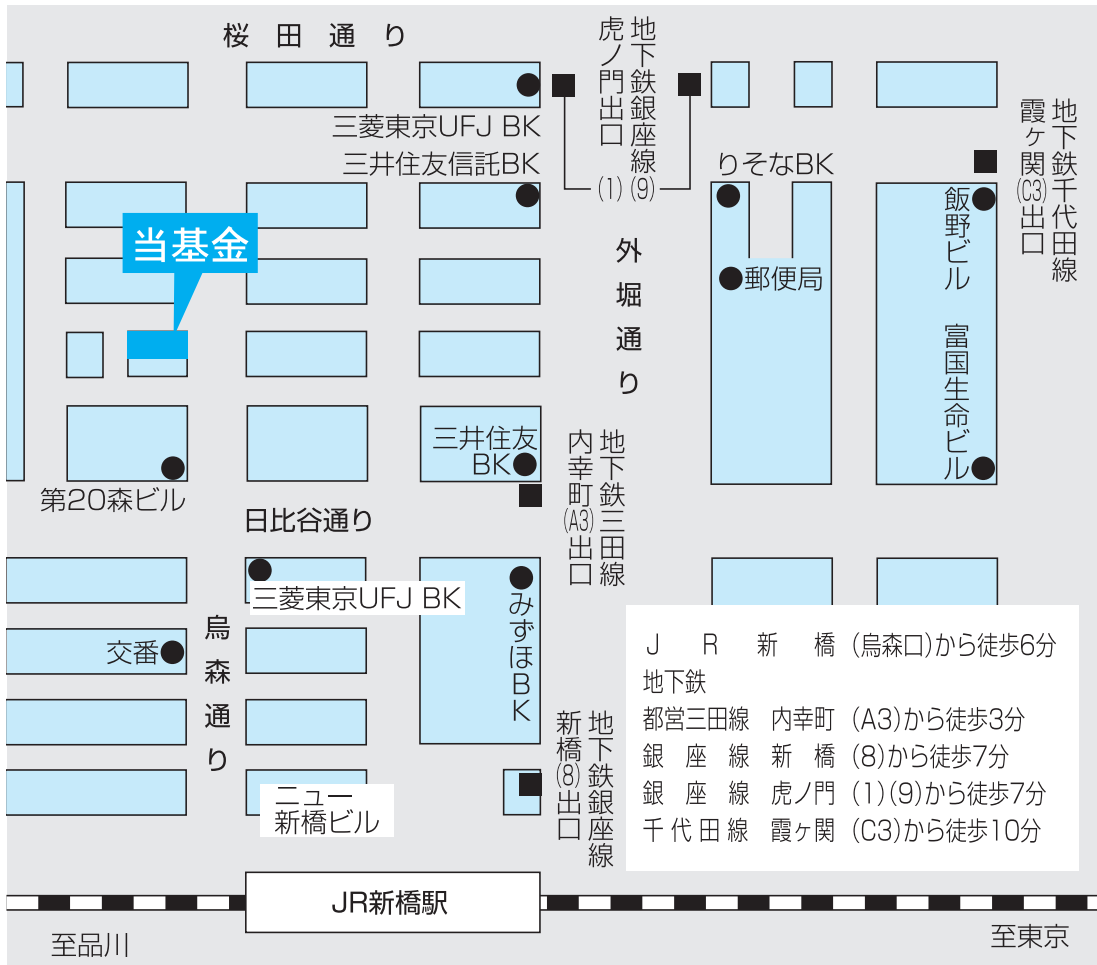 桜田通り
地下鉄銀座線
虎ノ門出口
(1)
(9)
三菱東京UFJ BK
三井住友信託BK
りそなBK
地下鉄千代田線
霞ヶ関(C3)出口
当基金
外堀通り
郵便局
飯野ビル
富国生命ビル
三井住友
BK
地下鉄三田線
内幸町(A3)出口
第20森ビル
日比谷通り
三菱東京UFJ BK
みずほBK
烏森通り
交番
地下鉄銀座線
新橋(8)出口
ニュー
新橋ビル
JR新橋 (烏森口)から徒歩6分
地下鉄
都営三田線 内幸町 (A3)から徒歩3分
銀座線 新橋 (8)から徒歩7分
銀座線 虎ノ門 (1)(9)から徒歩7分
千代田線 霞ヶ関 (C3)から徒歩10分
JR新橋駅
至品川
至東京